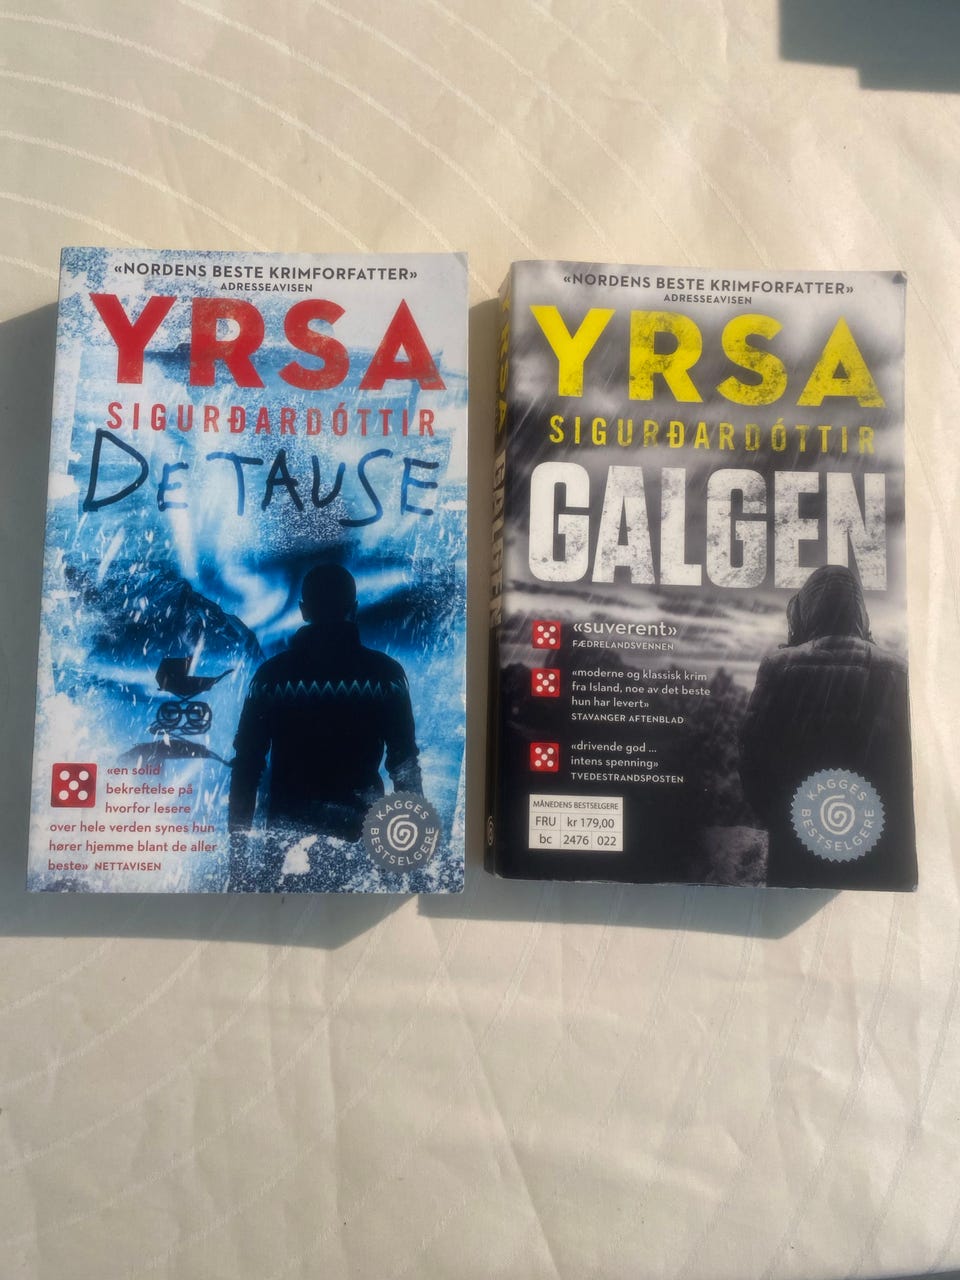 «NORDENS BESTE KRIMFORFATTER»
ADRESSEAVISEN
YRSA
SIGURÐARDÓTTIR
DE TAUSE
«en solid
bekreftelse på
hvorfor lesere
over hele verden synes hun
hører hjemme blant de aller
beste» NETTAVISEN
KAGGES
BESTSELGERE
«NORDENS BESTE KRIMFORFATTER»
ADRESSEAVISEN
YRSA
SIGURÐARDÓTTIR
GALGEN
«suverent»
FÆDRELANDSVENNEN
«moderne og klassisk krim
fra Island, noe av det beste
hun har levert»
STAVANGER AFTENBLAD
«drivende god ...
intens spenning»
TVEDESTRANDSPOSTEN
MÅNEDENS BESTSELGERE
FRU kr 179,00
bc 2476 022
KAGGES
BESTSELGERE
YRSA GALGEN